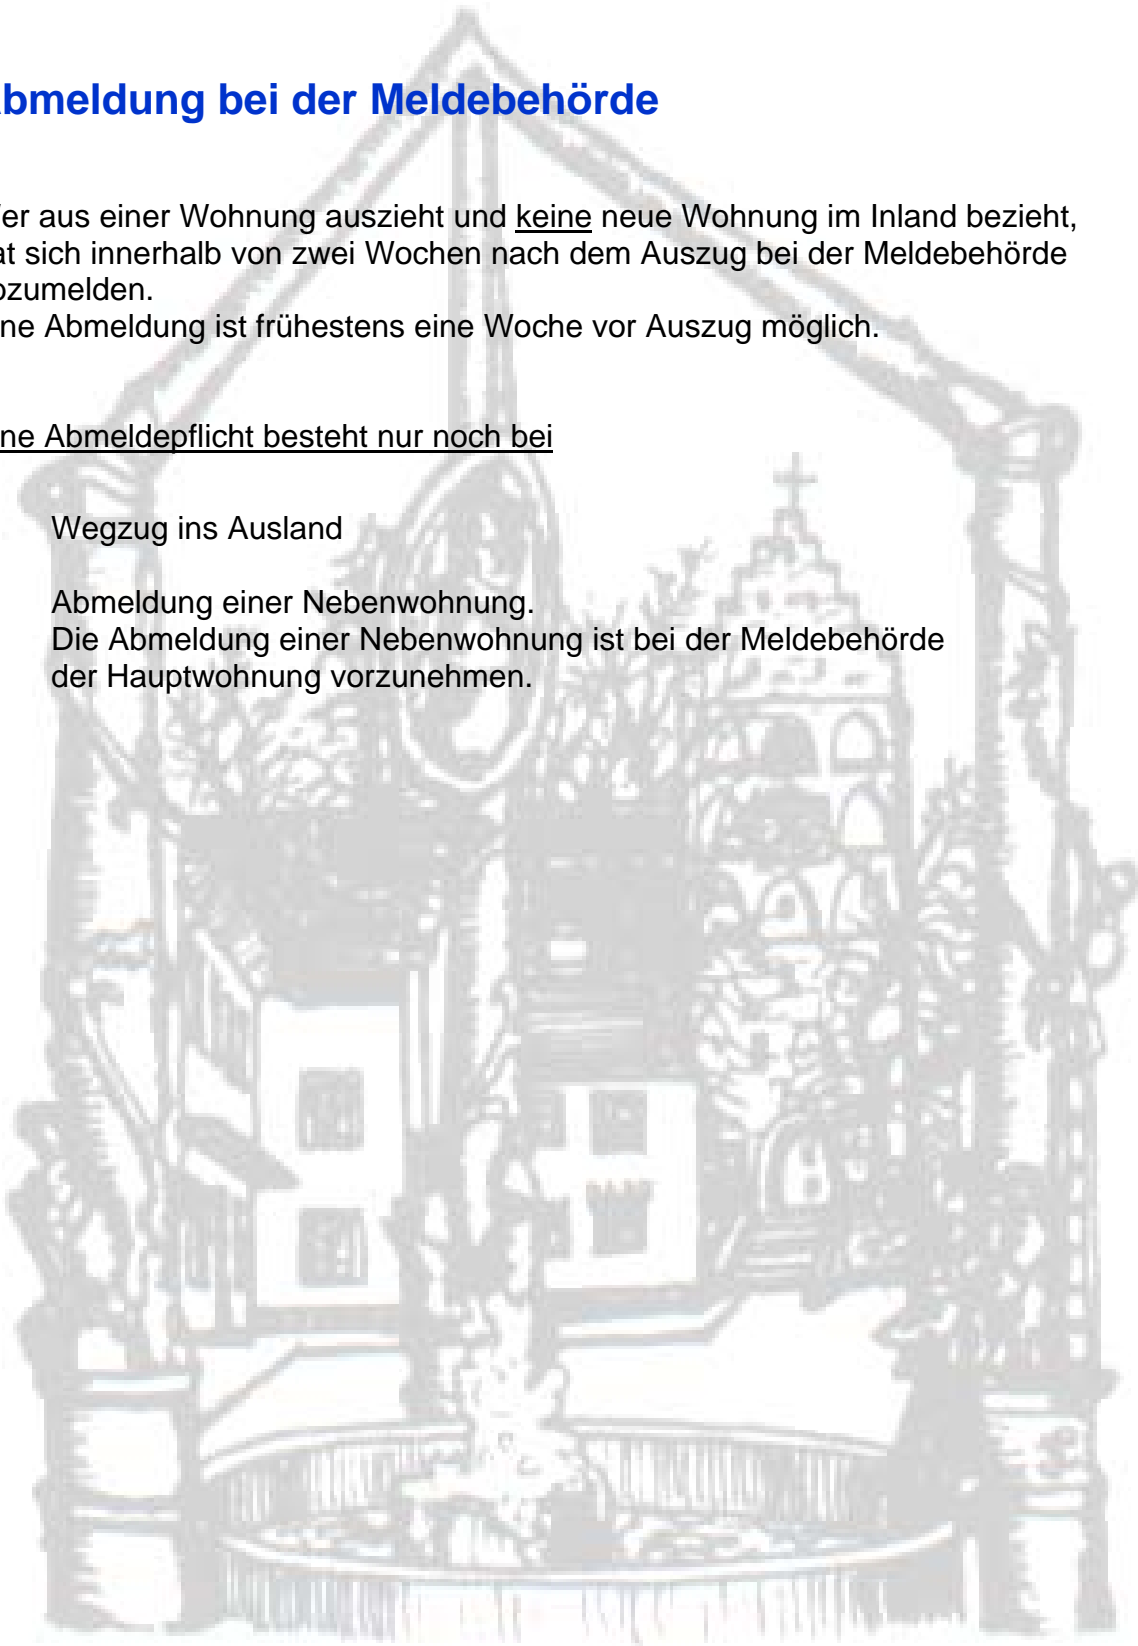 bmeldung bei der Meldebehörde
er aus einer Wohnung auszieht und keine neue Wohnung im Inland bezieht,
at sich innerhalb von zwei Wochen nach dem Auszug bei der Meldebehörde
bzumelden.
ne Abmeldung ist frühestens eine Woche vor Auszug möglich.
ne Abmeldepflicht besteht nur noch bei
Wegzug ins Ausland
Abmeldung einer Nebenwohnung.
Die Abmeldung einer Nebenwohnung ist bei der Meldebehörde
der Hauptwohnung vorzunehmen.